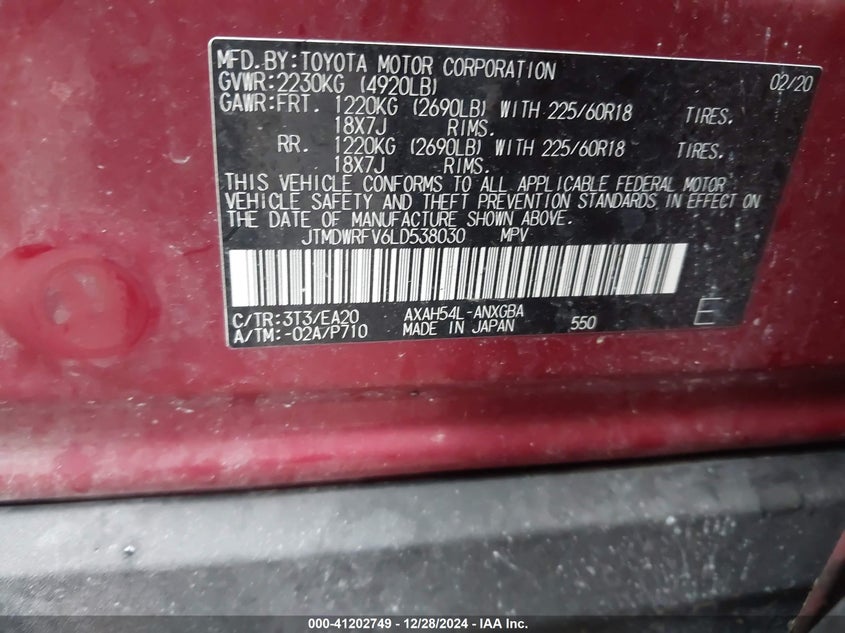 MFD.BY:TOYOTA MOTOR CORPORATION 02/20
GVWR:2230KG (4920LB)
GAWR:FRT. 1220KG (2690LB) WITH 225/60R18 TIRES.
18X7J RIMS.
RR. 1220KG (2690LB) WITH 225/60R18 TIRES.
18X7J RIMS.
THIS VEHICLE CONFORMS TO ALL APPLICABLE FEDERAL MOTOR
VEHICLE SAFETY AND THEFT PREVENTION STANDARDS IN EFFECT ON
THE DATE OF MANUFACTURE SHOWN ABOVE.
JTMDWRFV6LD538030 MPV
C/TR:3T3/EA20 AXAH54L-ANXGBA
A/TM:-02A/P710 MADE IN JAPAN 550 E
000-41202749 - 12/28/2024 - IAA Inc.